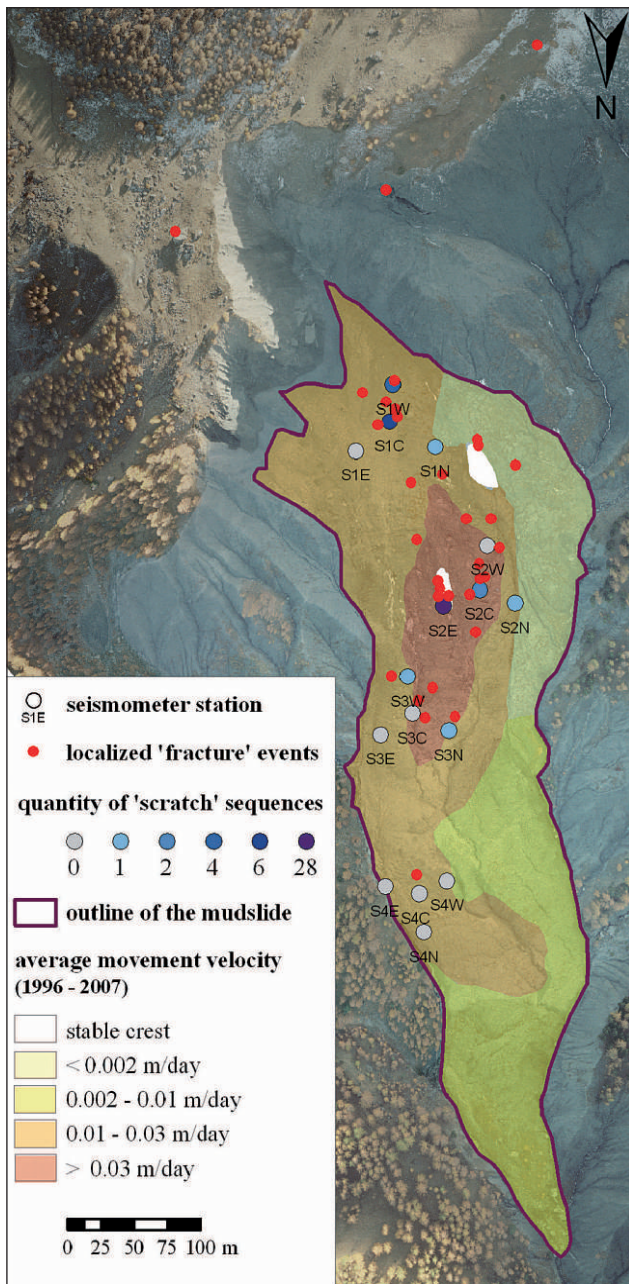 N
S1W
S1C
S1E
S1N
S2W
S2C
S2E
S2N
S3W
S3C
S3E
S3N
S4W
S4E
S4C
S4N
S1E
seismometer station
localized 'fracture' events
quantity of 'scratch' sequences
0 1 2 4 6 28
outline of the mudslide
average movement velocity
(1996 - 2007)
stable crest
< 0.002 m/day
0.002 - 0.01 m/day
0.01 - 0.03 m/day
> 0.03 m/day
0 25 50 100 m